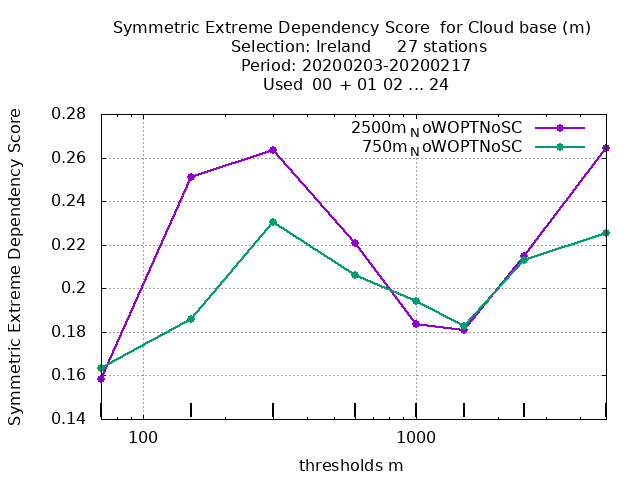 Symmetric Extreme Dependency Score for Cloud base (m)
Selection: Ireland 27 stations
Period: 20200203-20200217
Used 00 + 01 02 ... 24
2500m_NoWOPTNoSC
750m_NoWOPTNoSC
Symmetric Extreme Dependency Score
0.28
0.26
0.24
0.22
0.2
0.18
0.16
0.14
100 1000
thresholds m